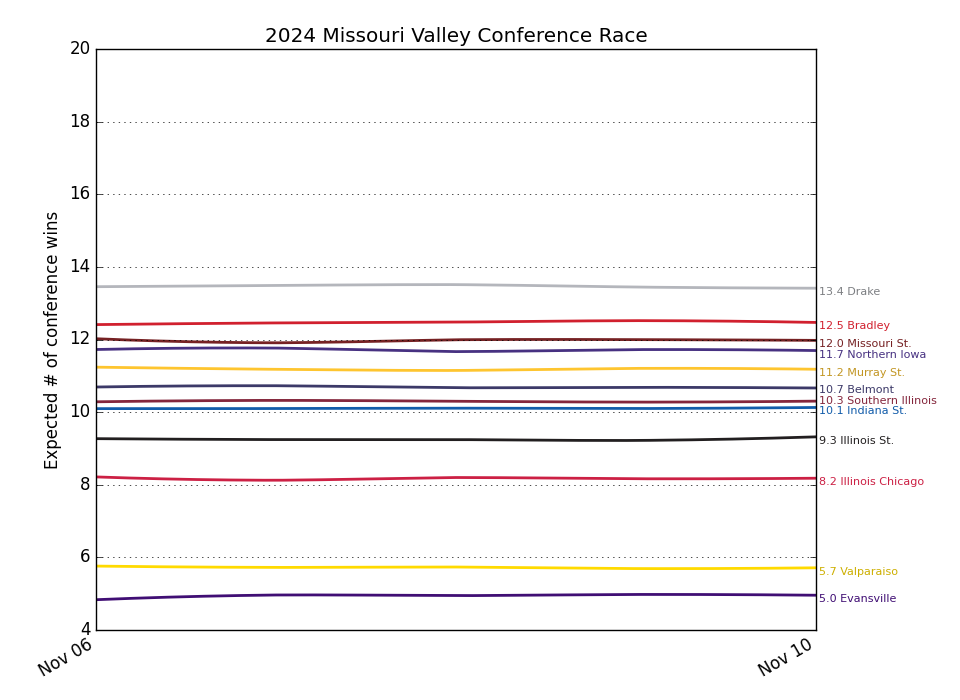 2024 Missouri Valley Conference Race
Expected # of conference wins
20
18
16
14
12
10
8
6
4
Nov 06
Nov 10
13.4 Drake
12.5 Bradley
12.0 Missouri St.
11.7 Northern Iowa
11.2 Murray St.
10.7 Belmont
10.3 Southern Illinois
10.1 Indiana St.
9.3 Illinois St.
8.2 Illinois Chicago
5.7 Valparaiso
5.0 Evansville